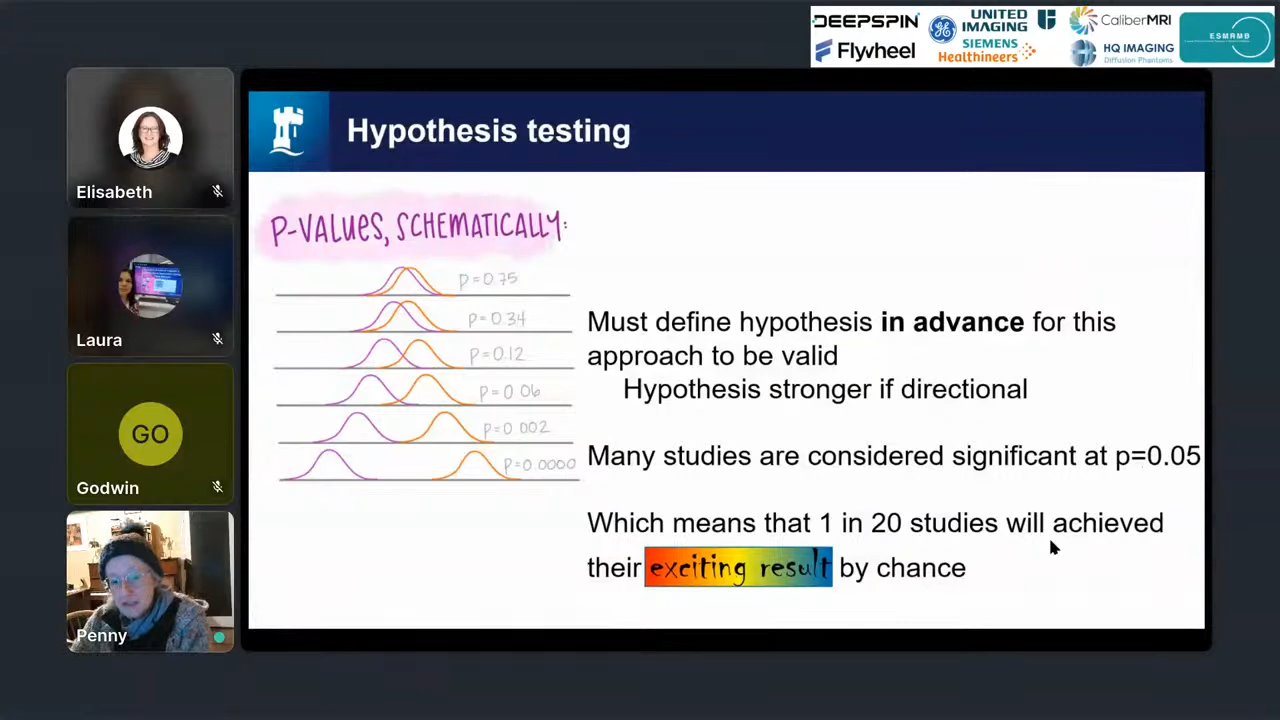 DEEPSPIN
UNITED
IMAGING
CaliberMRI
ESMRMB
Flyheel
SIEMENS
Healthineers
HQ IMAGING
Diffusion Phantoms
Hypothesis testing
Elisabeth
P-VALUES, SCHEMATICALLY:
p=0.75
p=0.34
p=0.12
p=0.06
p=0.002
p=0.0000
Laura
Must define hypothesis in advance for this
approach to be valid
Hypothesis stronger if directional
Many studies are considered significant at p=0.05
Which means that 1 in 20 studies will achieved
their exciting result by chance
GO
Godwin
Penny